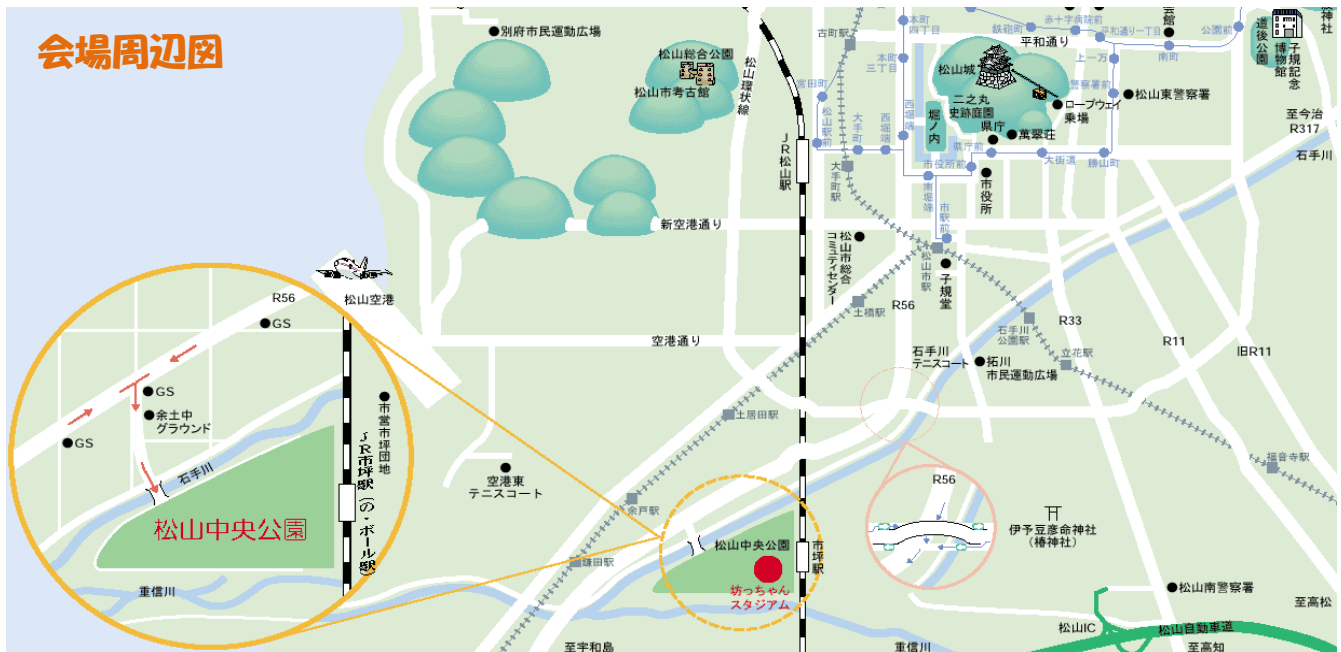 会場周辺図
別府市民運動広場
松山総合公園
松山市考古館
松山環状線
JR松山駅
古町駅
宮田町
松山駅前
大手町
西堀端
大手町駅
本町
四丁目
本町
三丁目
西堀端
鉄砲町
赤十字病院前
平和通り
平和通り一丁目
上一万
警察署前
南町
公園前
道後公園
子規記念
博物館
松山城
二之丸
史跡庭園
堀ノ内
県庁
県庁前
萬翠荘
ロープウェイ
乗場
松山東警察署
至今治
R317
石手川
市役所前
南堀端
市役所
大街道
勝山町
市駅前
松山市駅
子規堂
新空港通り
松山市総合
コミュニティセンター
土橋駅
R56
石手川
公園駅
R33
立花駅
R11
旧R11
石手川
テニスコート
拓川
市民運動広場
松山空港
空港通り
土居田駅
福音寺駅
空港東
テニスコート
余戸駅
鎌田駅
R56
伊予豆彦命神社
(椿神社)
松山中央公園
坊っちゃん
スタジアム
市坪駅
松山南警察署
至高松
松山IC
松山自動車道
至高知
至宇和島
重信川
R56
GS
GS
余土中
グラウンド
GS
石手川
松山中央公園
市営市坪団地
JR市坪駅(の・ボール駅)
重信川